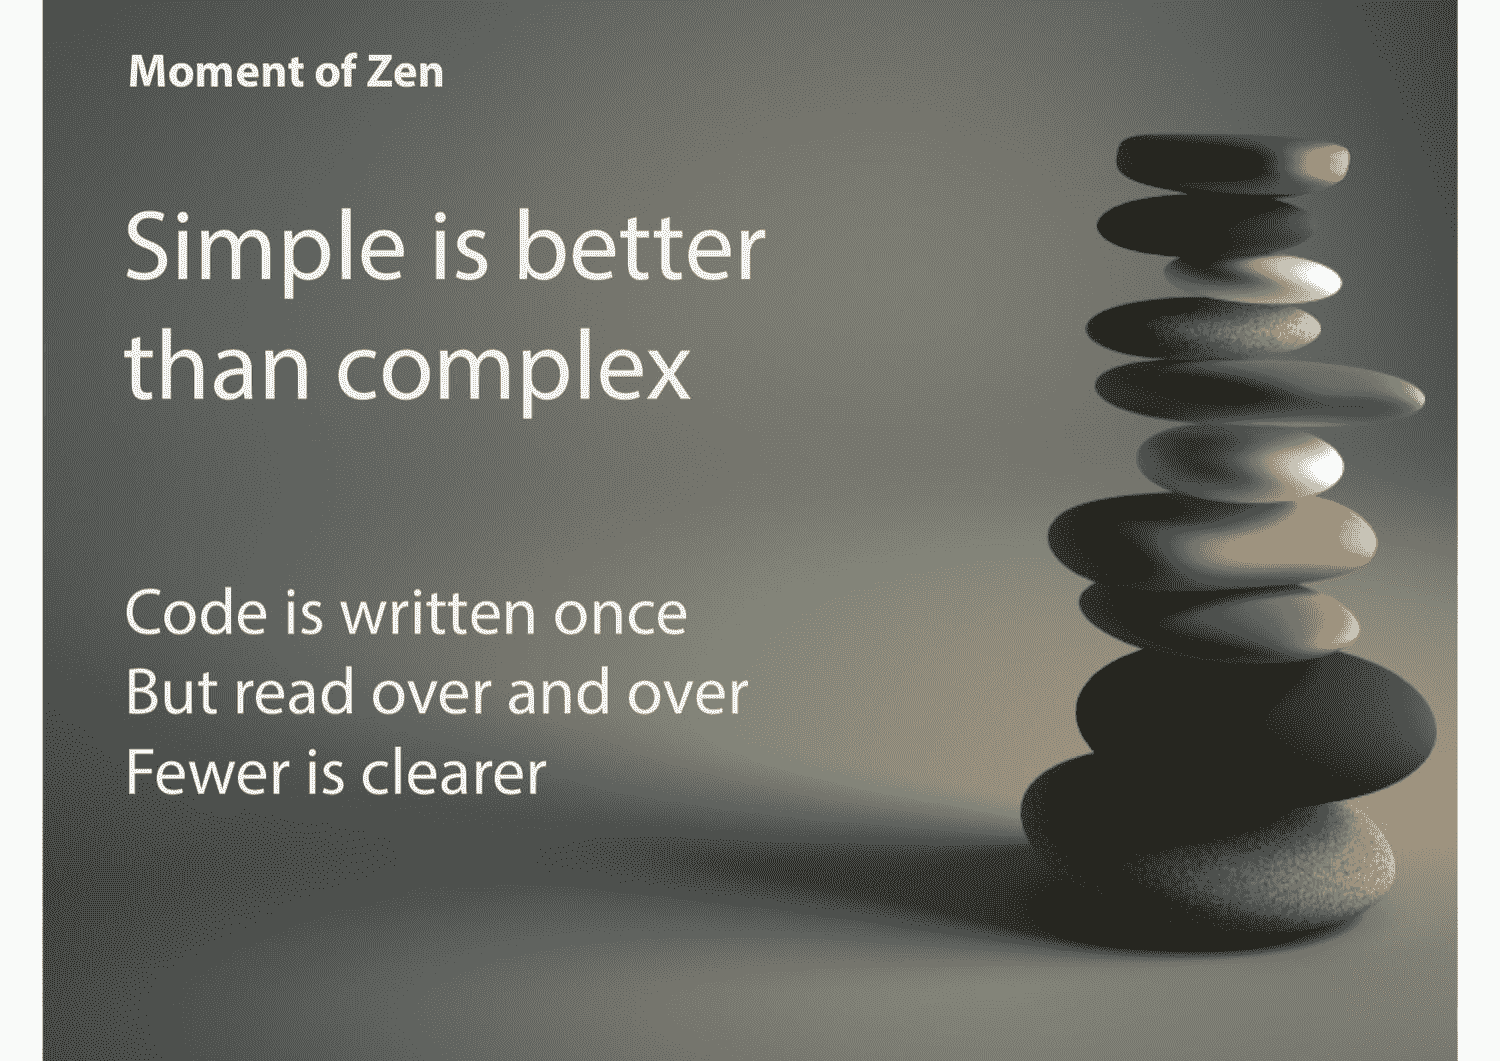 Moment of Zen
Simple is better
than complex
Code is written once
But read over and over
Fewer is clearer